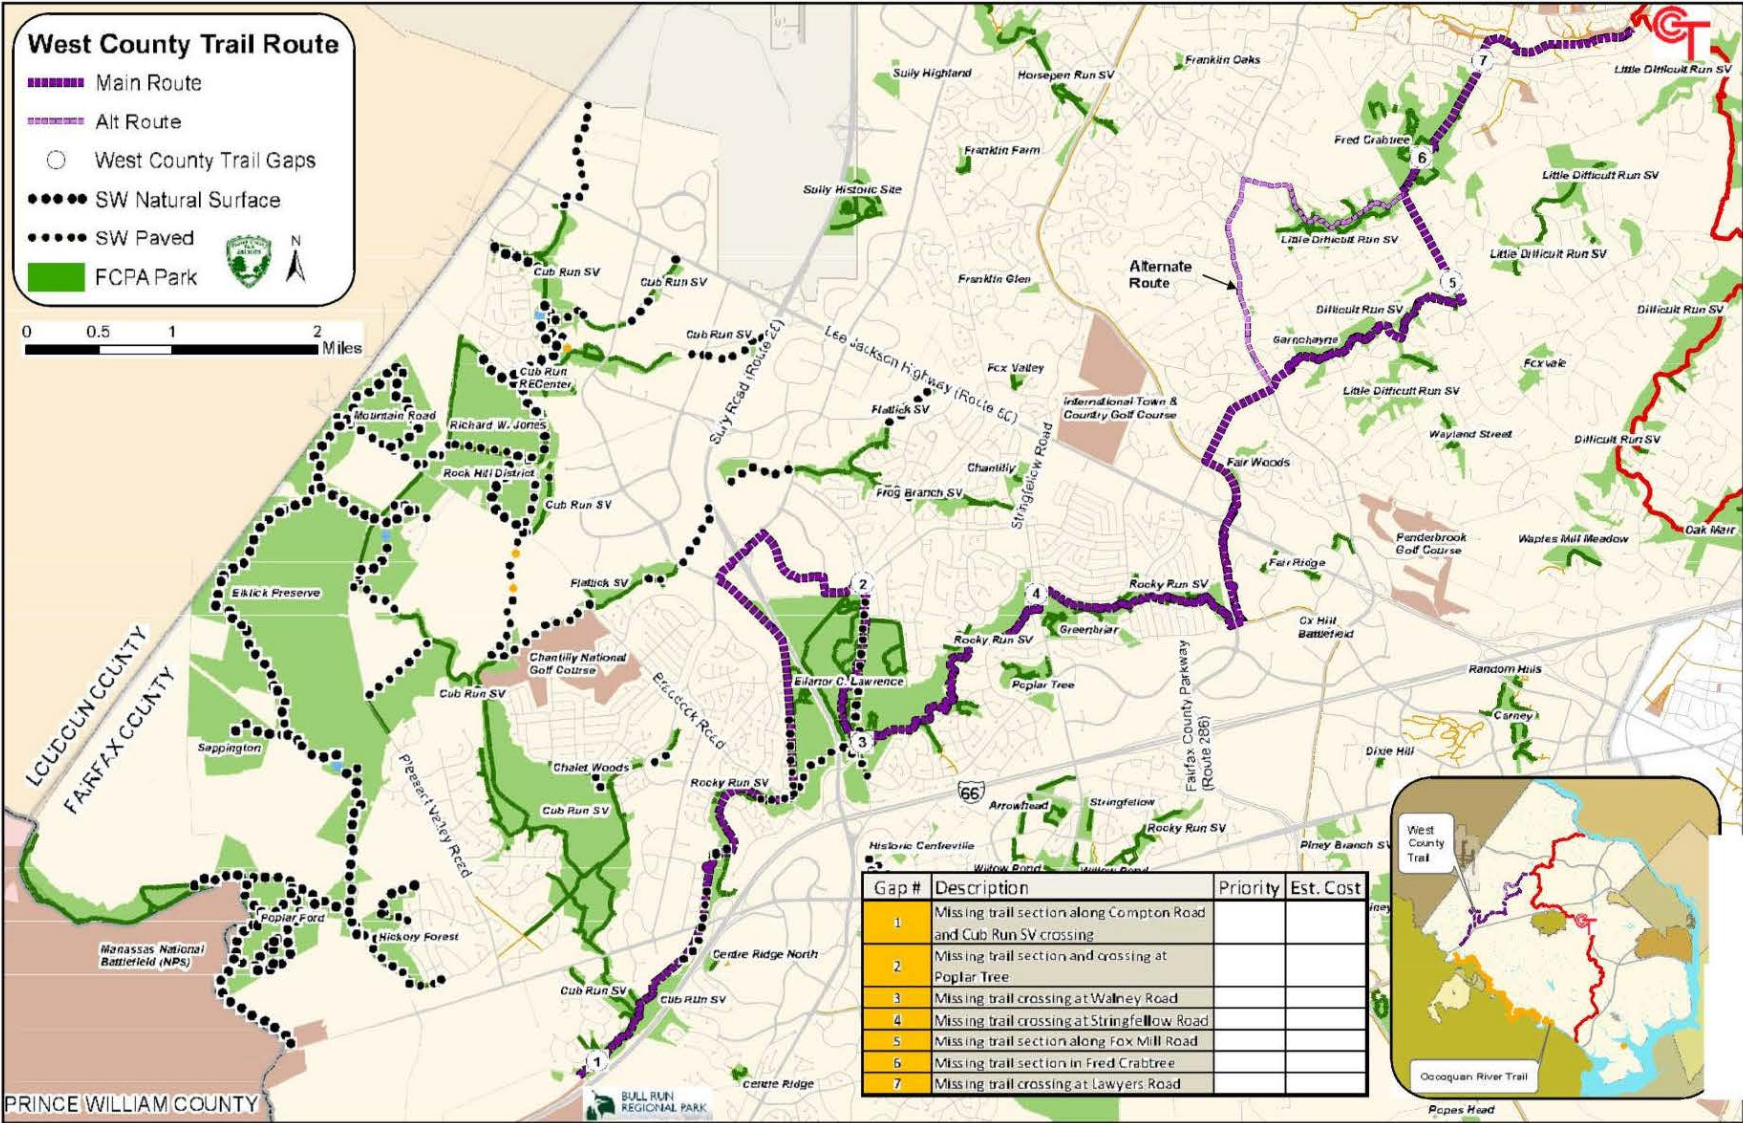 West County Trail Route
Main Route
Alt Route
West County Trail Gaps
SW Natural Surface
SW Paved
FCPA Park
N
0 0.5 1 2
Miles
Sully Highland
Horsepen Run SV
Franklin Oaks
7
CT
Little Difficult Run SV
Franklin Farm
Fred Crabtree
6
Little Difficult Run SV
Sully Historic Site
Little Difficult Run SV
Little Difficult Run SV
Cub Run SV
Cub Run SV
Franklin Glen
Alternate
Route
5
Difficult Run SV
Difficult Run SV
Cub Run SV
Sully Road (Route 28)
Lee Jackson Highway (Route 50)
Garnchayne
Cub Run
RECenter
Fox Valley
Foxvale
Little Difficult Run SV
Mountain Road
Richard W. Jones
Flatlick SV
International Town &
Country Golf Course
Wayland Street
Difficult Run SV
Rock Hill District
Chantilly
Stringfellow Road
Fair Woods
Frog Branch SV
Cub Run SV
Oak Marr
Penderbrook
Golf Course
Waples Mill Meadow
Flatlick SV
2
Fair Ridge
Elklick Preserve
4
Rocky Run SV
Greenbriar
Ox Hill
Battlefield
Rocky Run SV
LOUDOUN COUNTY
FAIRFAX COUNTY
Chantilly National
Golf Course
Random Hills
Ellanor C. Lawrence
Poplar Tree
Cub Run SV
Braddock Road
Fairfax County Parkway
(Route 286)
Carney
Sappington
3
Dixie Hill
Pleasant Valley Road
Chalet Woods
Rocky Run SV
66
Arrowhead
Stringfellow
Cub Run SV
Rocky Run SV
Historic Centreville
Piney Branch SV
Willow Pond
Willow Pond
West
County
Trail
CT
Occoquan River Trail
Poplar Ford
Hickory Forest
Manassas National
Battlefield (NPS)
Centre Ridge North
Cub Run SV
Cub Run SV
1
Centre Ridge
BULL RUN
REGIONAL PARK
PRINCE WILLIAM COUNTY
Popes Head
Gap # Description Priority Est. Cost
1 Missing trail section along Compton Road
and Cub Run SV crossing
2 Missing trail section and crossing at
Poplar Tree
3 Missing trail crossing at Walney Road
4 Missing trail crossing at Stringfellow Road
5 Missing trail section along Fox Mill Road
6 Missing trail section in Fred Crabtree
7 Missing trail crossing at Lawyers Road